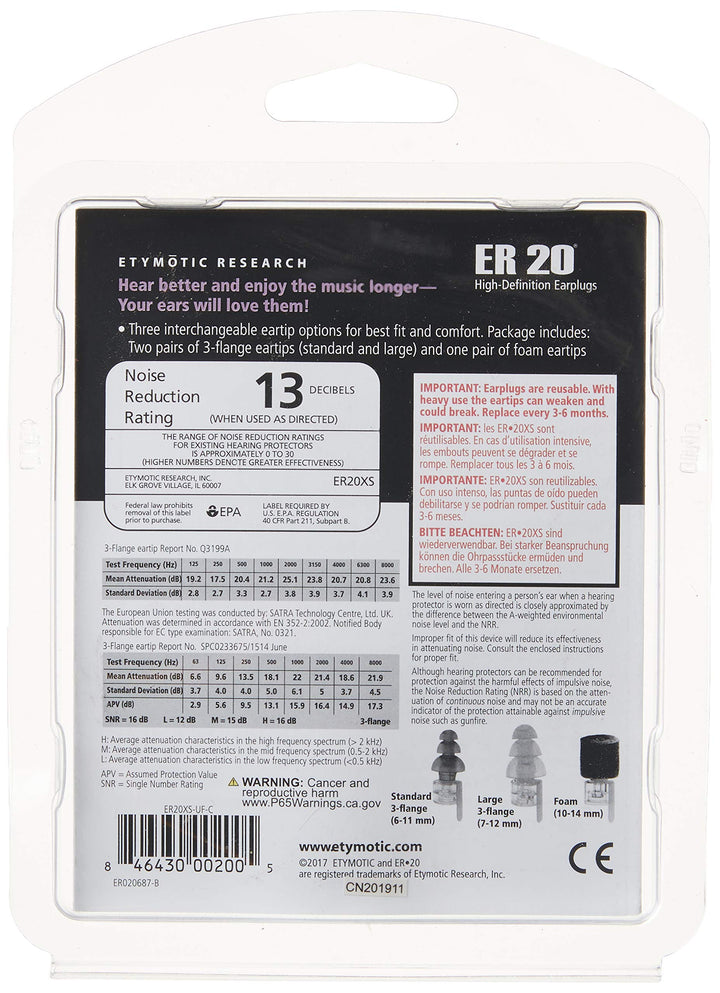 ETYMOTIC RESEARCH
ER 20®
High-Definition Earplugs
Hear better and enjoy the music longer—
Your ears will love them!
• Three interchangeable eartip options for best fit and comfort. Package includes:
Two pairs of 3-flange eartips (standard and large) and one pair of foam eartips
Noise
Reduction
Rating
13 DECIBELS
(WHEN USED AS DIRECTED)
THE RANGE OF NOISE REDUCTION RATINGS
FOR EXISTING HEARING PROTECTORS
IS APPROXIMATELY 0 TO 30
(HIGHER NUMBERS DENOTE GREATER EFFECTIVENESS)
ETYMOTIC RESEARCH, INC.
ELK GROVE VILLAGE, IL 60007
ER20XS
Federal law prohibits
removal of this label
prior to purchase.
EPA
LABEL REQUIRED BY
U.S. E.P.A. REGULATION
40 CFR Part 211, Subpart B.
IMPORTANT: Earplugs are reusable. With
heavy use the eartips can weaken and
could break. Replace every 3-6 months.
IMPORTANT: les ER•20XS sont
réutilisables. En cas d'utilisation intensive,
les embouts peuvent se dégrader et se
rompe. Remplacer tous les 3 à 6 mois.
IMPORTANTE: ER•20XS son reutilizables.
Con uso intenso, las puntas de oído pueden
debilitarse y se podrían romper. Sustituir cada
3-6 meses.
BITTE BEACHTEN: ER•20XS sind
wiederverwendbar. Bei starker Beanspruchung
können die Ohrpassstücke ermüden und
brechen. Alle 3-6 Monate ersetzen.
3-Flange eartip Report No. Q3199A
Test Frequency (Hz) 125 250 500 1000 2000 3150 4000 6300 8000
Mean Attenuation (dB) 19.2 17.5 20.4 21.2 25.1 23.8 20.7 20.8 23.6
Standard Deviation (dB) 2.8 2.7 3.3 2.7 3.8 3.9 3.7 4.1 3.9
The European Union testing was conducted by: SATRA Technology Centre, Ltd. UK.
Attenuation was determined in accordance with EN 352-2:2002. Notified Body
responsible for EC type examination: SATRA, No. 0321.
3-Flange eartip Report No. SPC0233675/1514 June
Test Frequency (Hz) 63 125 250 500 1000 2000 4000 8000
Mean Attenuation (dB) 6.6 9.6 13.5 18.1 22 21.4 18.6 21.9
Standard Deviation (dB) 3.7 4.0 4.0 5.0 6.1 5 3.7 4.5
APV (dB) 2.9 5.6 9.5 13.1 15.9 16.4 14.9 17.3
SNR = 16 dB L = 12 dB M = 15 dB H = 16 dB 3-flange
H: Average attenuation characteristics in the high frequency spectrum (> 2 kHz)
M: Average attenuation characteristics in the mid frequency spectrum (0.5-2 kHz)
L: Average attenuation characteristics in the low frequency spectrum (<0.5 kHz)
APV = Assumed Protection Value
SNR = Single Number Rating
WARNING: Cancer and
reproductive harm
www.P65Warnings.ca.gov
The level of noise entering a person's ear when a hearing
protector is worn as directed is closely approximated by
the difference between the A-weighted environmental
noise level and the NRR.
Improper fit of this device will reduce its effectiveness
in attenuating noise. Consult the enclosed instructions
for proper fit.
Although hearing protectors can be recommended for
protection against the harmful effects of impulsive noise,
the Noise Reduction Rating (NRR) is based on the atten-
uation of continuous noise and may not be an accurate
indicator of the protection attainable against impulsive
noise such as gunfire.
Standard
3-flange
(6-11 mm)
Large
3-flange
(7-12 mm)
Foam
(10-14 mm)
ER20XS-UF-C
8 46430 00200 5
ER020687-B
www.etymotic.com
©2017 ETYMOTIC and ER•20
are registered trademarks of Etymotic Research, Inc.
CN201911
CE